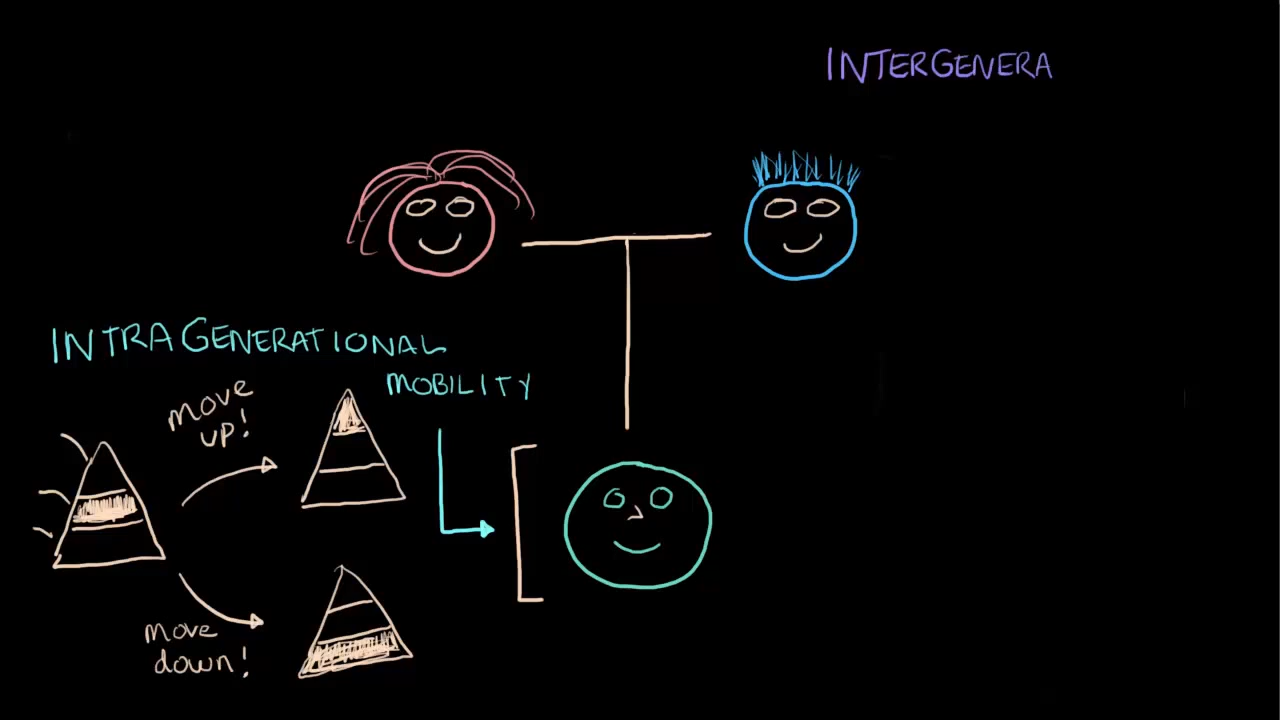 INTERGENERA
INTRAGENERATIONAL
MOBILITY
move
up!
move
down!